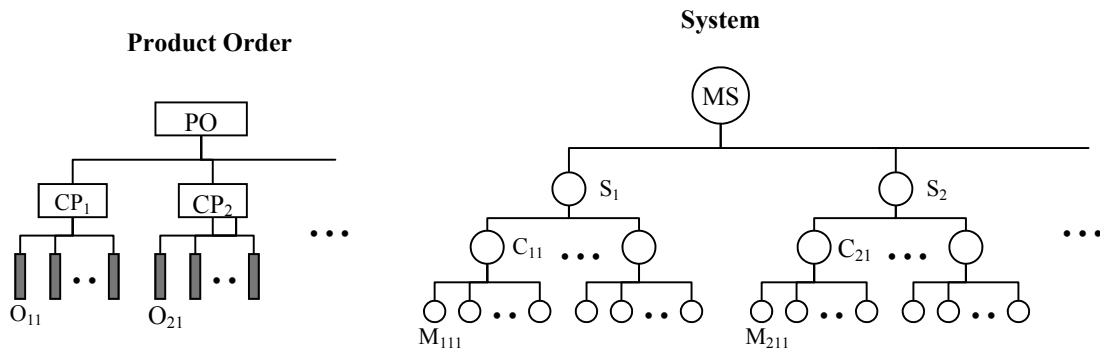 System
Product Order
MS
PO
CP₁
CP₂
S₁
S₂
C₁₁
C₂₁
O₁₁
O₂₁
M₁₁₁
M₂₁₁